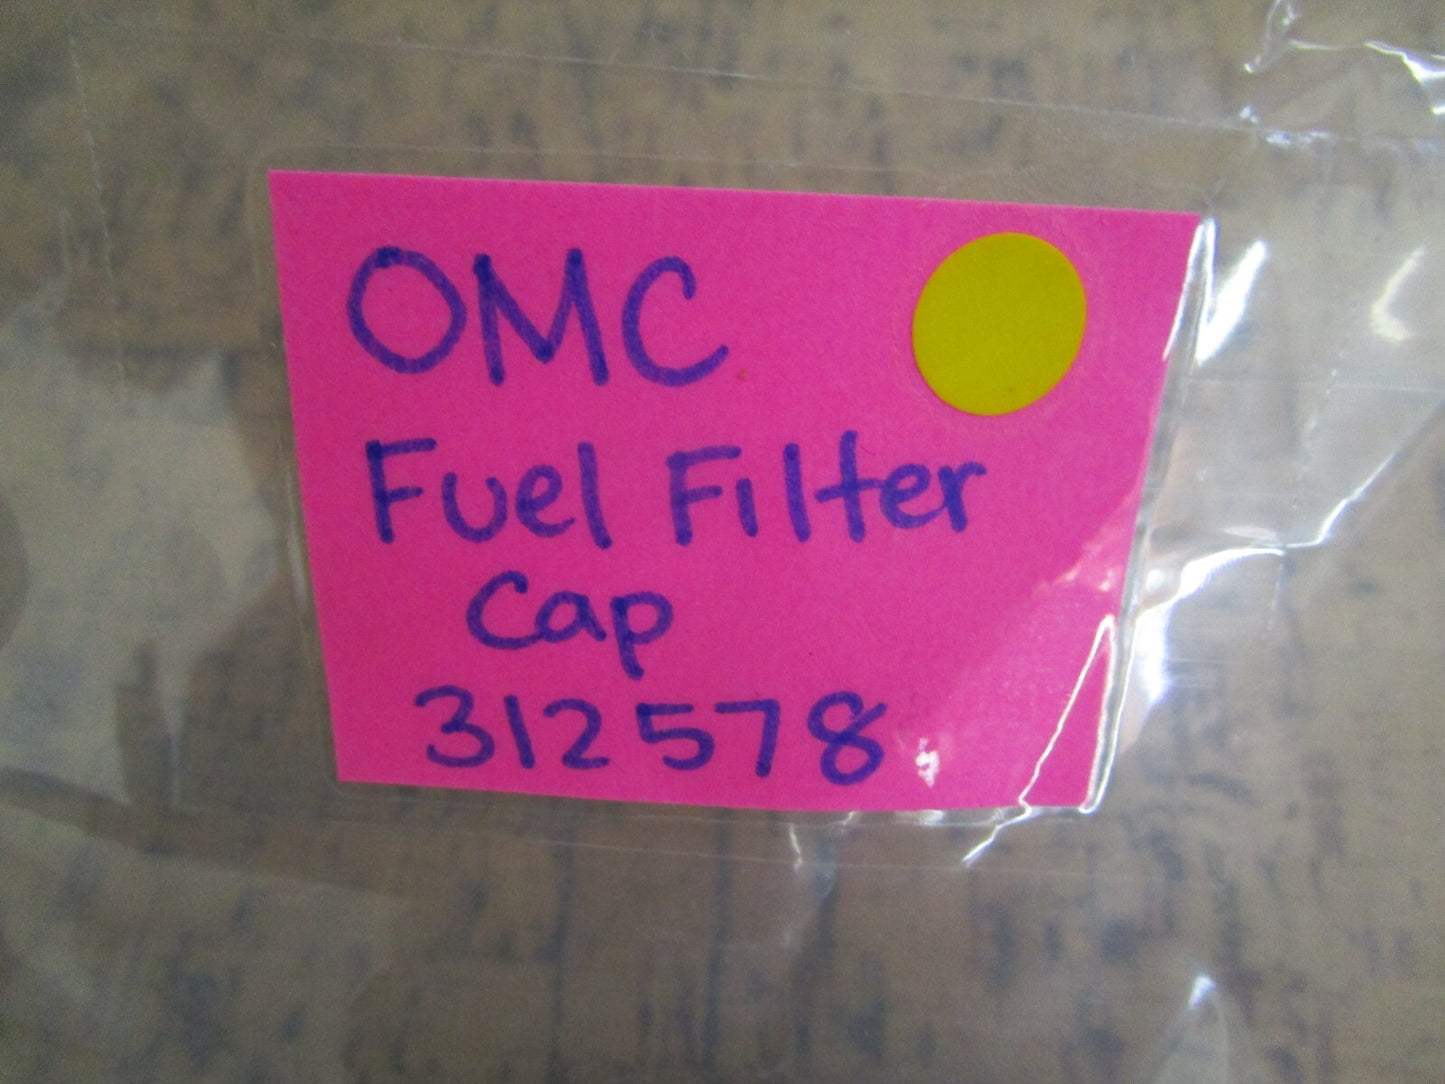 OMC
Fuel Filter
Cap
312578